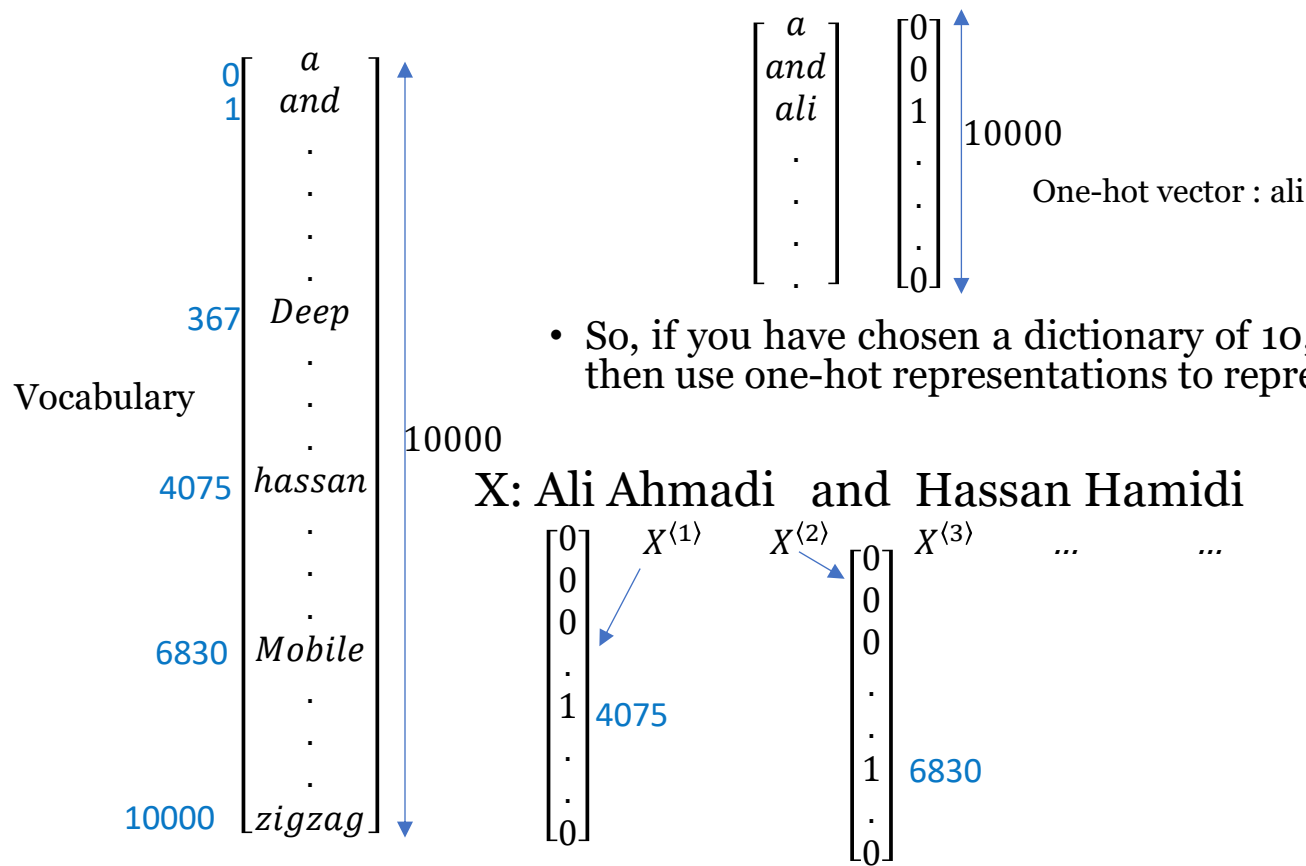 Vocabulary
0 a
1 and
.
.
.
.
367 Deep
.
.
.
4075 hassan
.
.
.
6830 Mobile
.
.
.
10000 zigzag
10000
a
and
ali
.
.
.
.
0
0
1
.
.
.
0
10000
One-hot vector : ali
• So, if you have chosen a dictionary of 10,
then use one-hot representations to repre
X: Ali Ahmadi and Hassan Hamidi
X⟨1⟩ X⟨2⟩ X⟨3⟩ ... ...
0
0
0
.
1 4075
.
.
0
0
0
0
.
.
1 6830
.
0